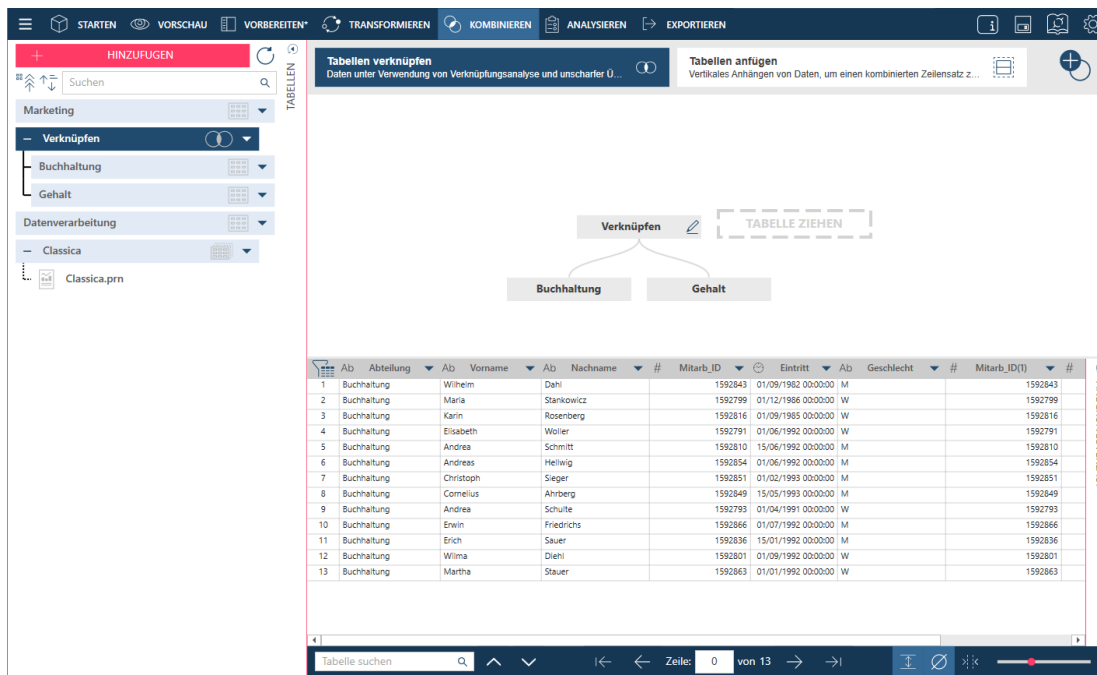 STARTEN VORSCHAU VORBEREITEN* TRANSFORMIEREN KOMBINIEREN ANALYSIEREN EXPORTIEREN
HINZUFUGEN
Suchen
TABELLEN
Marketing
Verknüpfen
Buchhaltung
Gehalt
Datenverarbeitung
Classica
Classica.prn
Tabellen verknüpfen
Daten unter Verwendung von Verknüpfungsanalyse und unscharfer Ü...
Tabellen anfügen
Vertikales Anhängen von Daten, um einen kombinierten Zeilensatz z...
Verknüpfen TABELLE ZIEHEN
Buchhaltung Gehalt
Ab Abteilung Ab Vorname Ab Nachname # Mitarb_ID Eintritt Ab Geschlecht # Mitarb_ID(1) #
1 Buchhaltung Wilhelm Dahl 1592843 01/09/1982 00:00:00 M 1592843
2 Buchhaltung Maria Stankowicz 1592799 01/12/1986 00:00:00 W 1592799
3 Buchhaltung Karin Rosenberg 1592816 01/09/1985 00:00:00 W 1592816
4 Buchhaltung Elisabeth Woller 1592791 01/06/1992 00:00:00 W 1592791
5 Buchhaltung Andrea Schmitt 1592810 15/06/1992 00:00:00 M 1592810
6 Buchhaltung Andreas Hellwig 1592854 01/06/1992 00:00:00 M 1592854
7 Buchhaltung Christoph Sieger 1592851 01/02/1993 00:00:00 M 1592851
8 Buchhaltung Cornelius Ahrberg 1592849 15/05/1993 00:00:00 M 1592849
9 Buchhaltung Andrea Schulte 1592793 01/04/1991 00:00:00 W 1592793
10 Buchhaltung Erwin Friedrichs 1592866 01/07/1992 00:00:00 M 1592866
11 Buchhaltung Erich Sauer 1592836 15/01/1992 00:00:00 M 1592836
12 Buchhaltung Wilma Diehl 1592801 01/09/1992 00:00:00 W 1592801
13 Buchhaltung Martha Stauer 1592863 01/01/1992 00:00:00 W 1592863
Tabelle suchen Zeile: 0 von 13